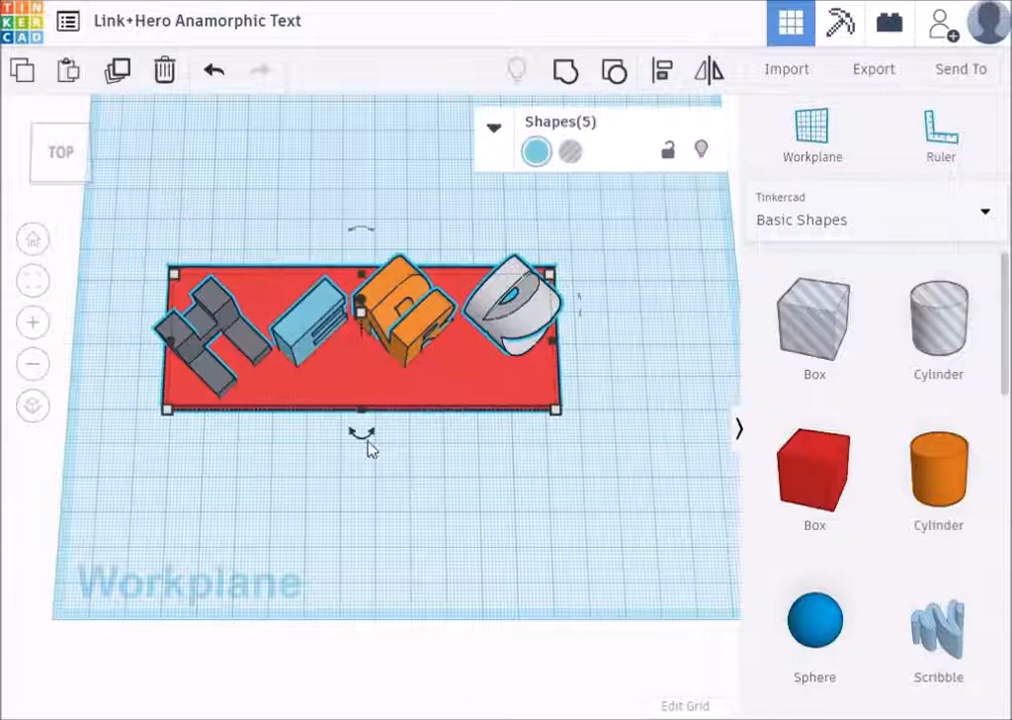 TIN
KER
CAD
Link+Hero Anamorphic Text
Import
Export
Send To
TOP
Shapes(5)
Workplane
Ruler
Tinkercad
Basic Shapes
Box
Cylinder
Box
Cylinder
Workplane
Sphere
Scribble
Edit Grid